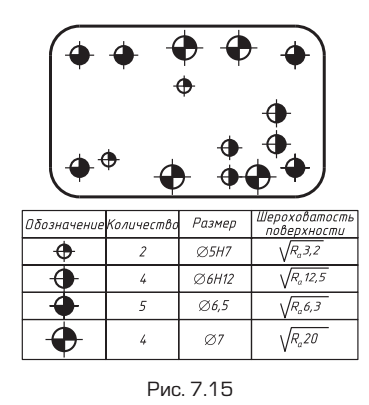 Обозначение Количество Размер Шероховатость поверхности
2 ∅5H7 √Rₐ3,2
4 ∅6H12 √Rₐ12,5
5 ∅6,5 √Rₐ6,3
4 ∅7 √Rₐ20
Рис. 7.15